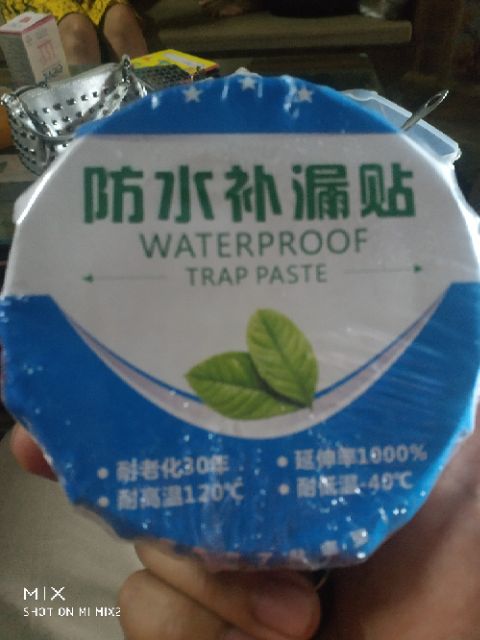 防水补漏贴
WATERPROOF
TRAP PASTE
• 耐老化30年
• 延伸率1000%
• 耐高温120℃
• 耐低温-40℃
MIX
SHOT ON MI MIX2